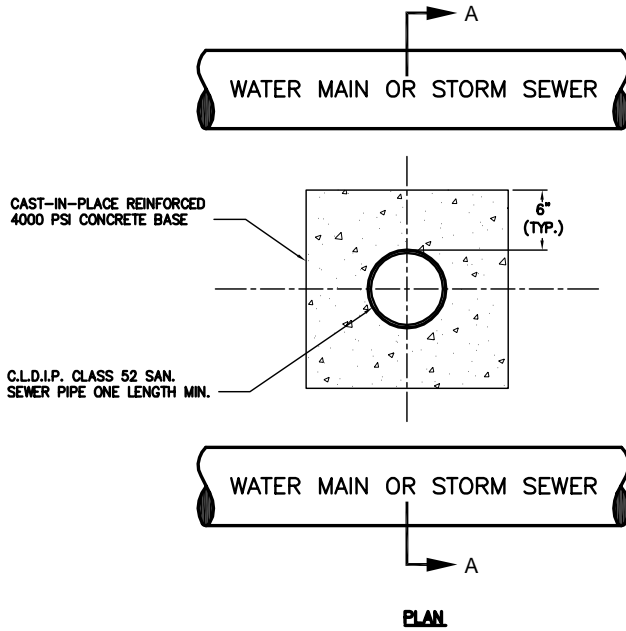 A
WATER MAIN OR STORM SEWER
CAST-IN-PLACE REINFORCED
4000 PSI CONCRETE BASE
6"
(TYP.)
C.L.D.I.P. CLASS 52 SAN.
SEWER PIPE ONE LENGTH MIN.
WATER MAIN OR STORM SEWER
A
PLAN